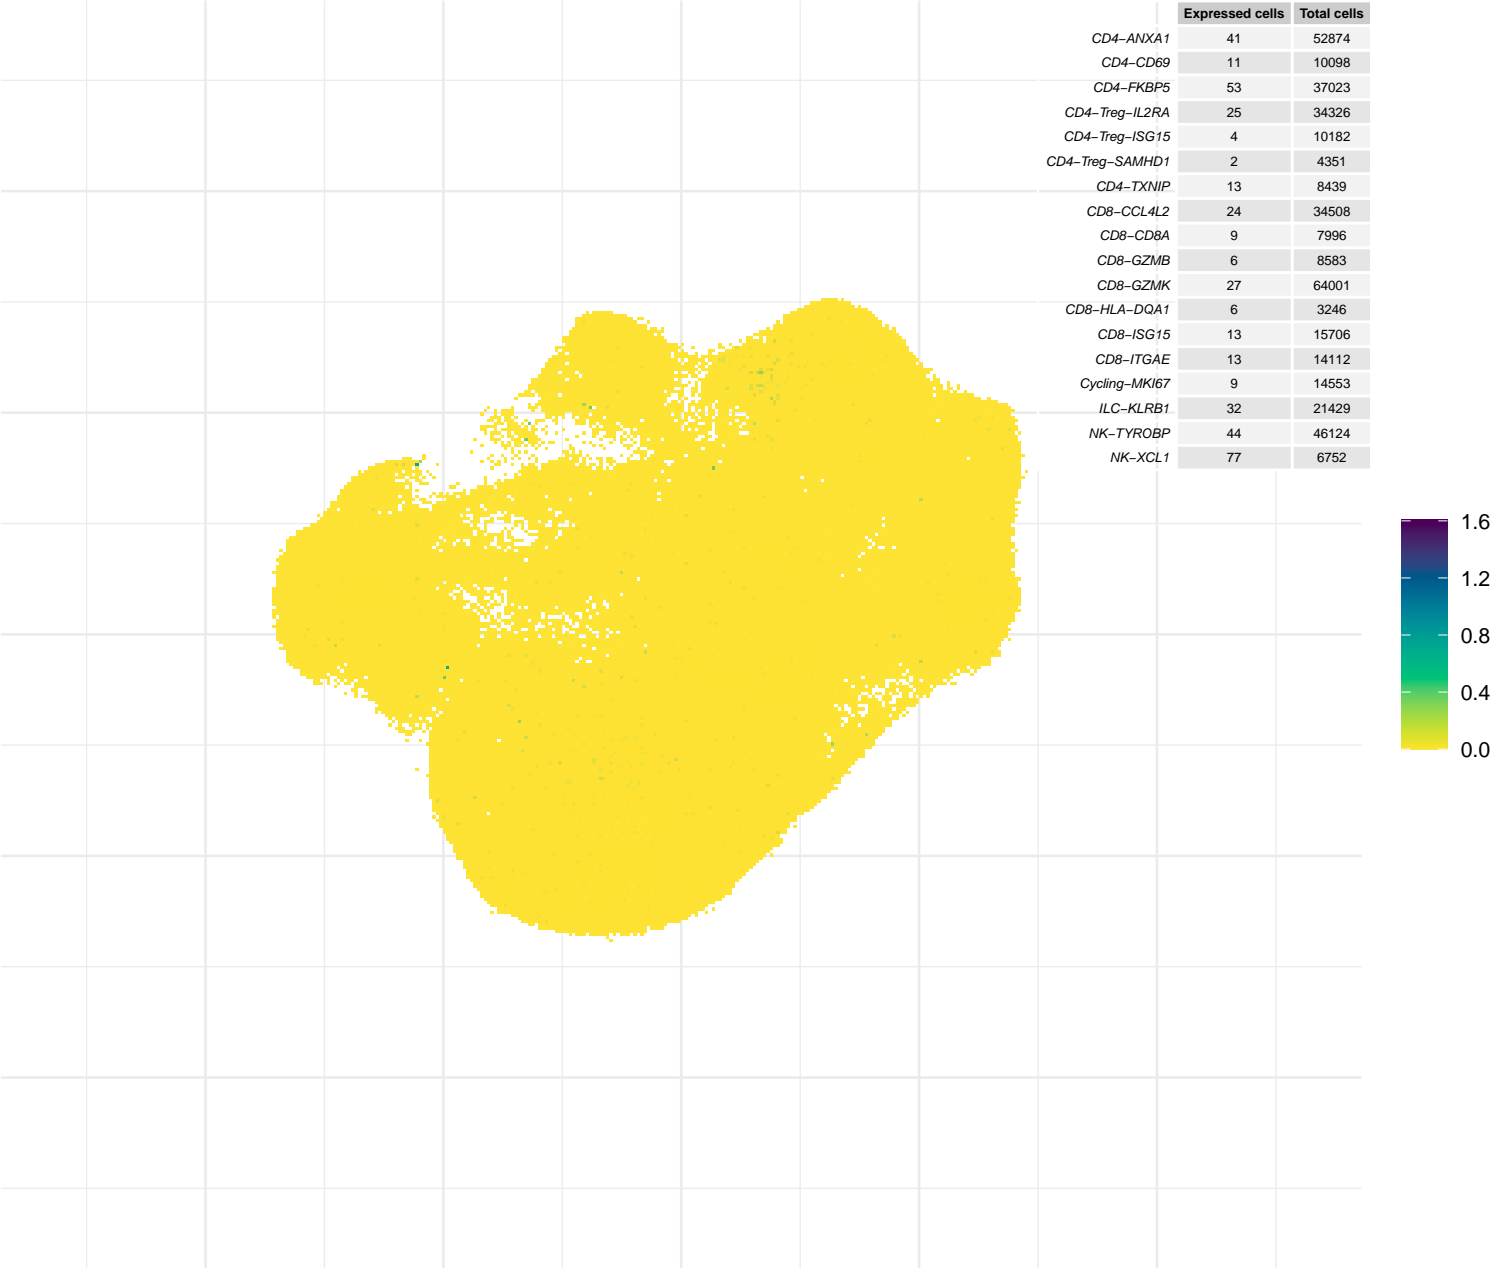 Expressed cells Total cells
CD4−ANXA1 41 52874
CD4−CD69 11 10098
CD4−FKBP5 53 37023
CD4−Treg−IL2RA 25 34326
CD4−Treg−ISG15 4 10182
CD4−Treg−SAMHD1 2 4351
CD4−TXNIP 13 8439
CD8−CCL4L2 24 34508
CD8−CD8A 9 7996
CD8−GZMB 6 8583
CD8−GZMK 27 64001
CD8−HLA−DQA1 6 3246
CD8−ISG15 13 15706
CD8−ITGAE 13 14112
Cycling−MKI67 9 14553
ILC−KLRB1 32 21429
NK−TYROBP 44 46124
NK−XCL1 77 6752
1.6
1.2
0.8
0.4
0.0